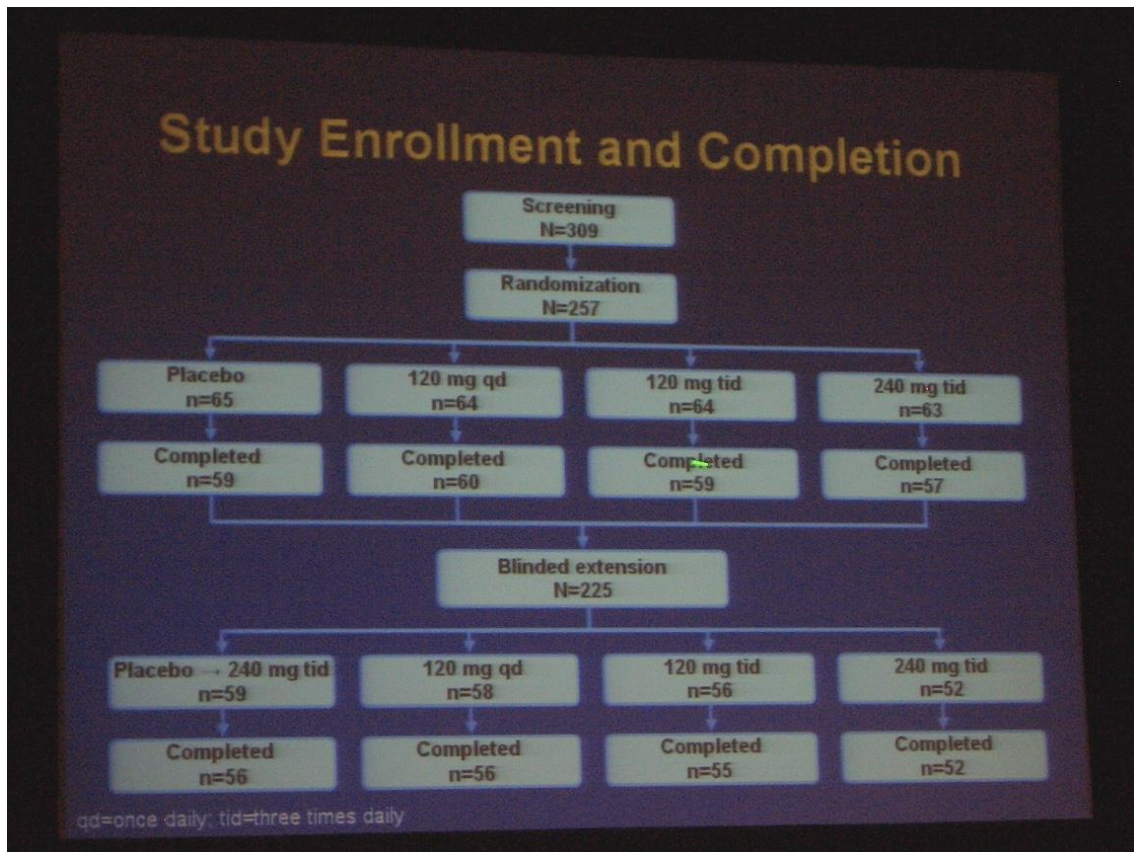 Study Enrollment and Completion
Screening
N=309
Randomization
N=257
Placebo
n=65
120 mg qd
n=64
120 mg tid
n=64
240 mg tid
n=63
Completed
n=59
Completed
n=60
Completed
n=59
Completed
n=57
Blinded extension
N=225
Placebo → 240 mg tid
n=59
120 mg qd
n=58
120 mg tid
n=56
240 mg tid
n=52
Completed
n=56
Completed
n=56
Completed
n=55
Completed
n=52
qd=once daily; tid=three times daily